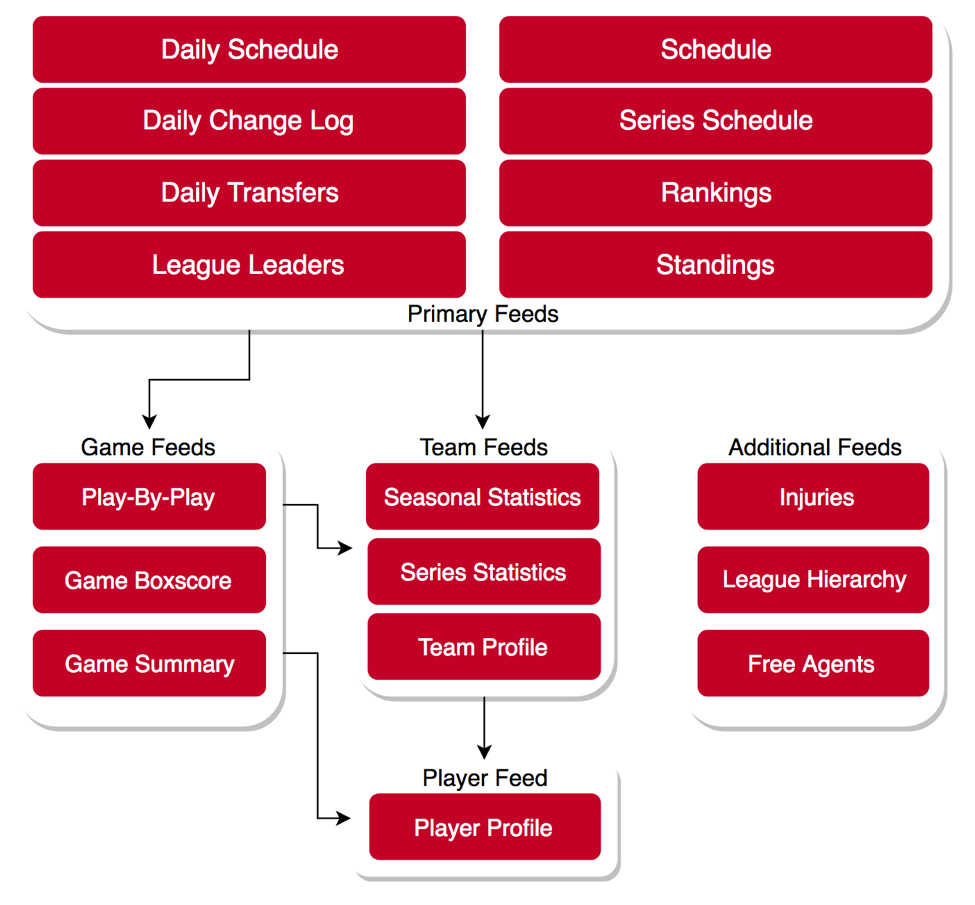 Daily Schedule
Schedule
Daily Change Log
Series Schedule
Daily Transfers
Rankings
League Leaders
Standings
Primary Feeds
Game Feeds
Play-By-Play
Game Boxscore
Game Summary
Team Feeds
Seasonal Statistics
Series Statistics
Team Profile
Additional Feeds
Injuries
League Hierarchy
Free Agents
Player Feed
Player Profile